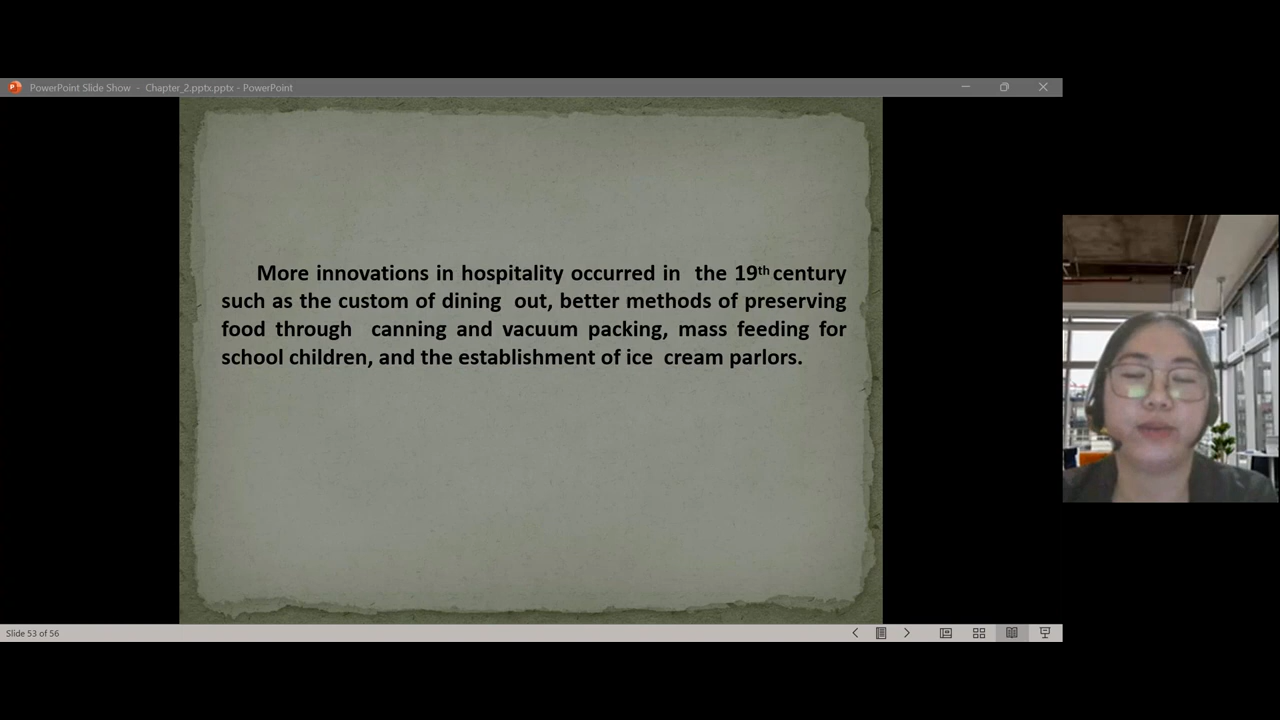 PowerPoint Slide Show - Chapter_2.pptx.pptx - PowerPoint
More innovations in hospitality occurred in the 19th century
such as the custom of dining out, better methods of preserving
food through canning and vacuum packing, mass feeding for
school children, and the establishment of ice cream parlors.
Slide 53 of 56